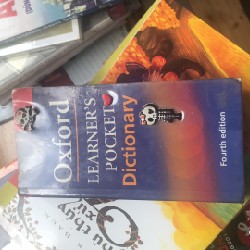 Oxford
LEARNER'S
POCKET
Dictionary
Fourth edition